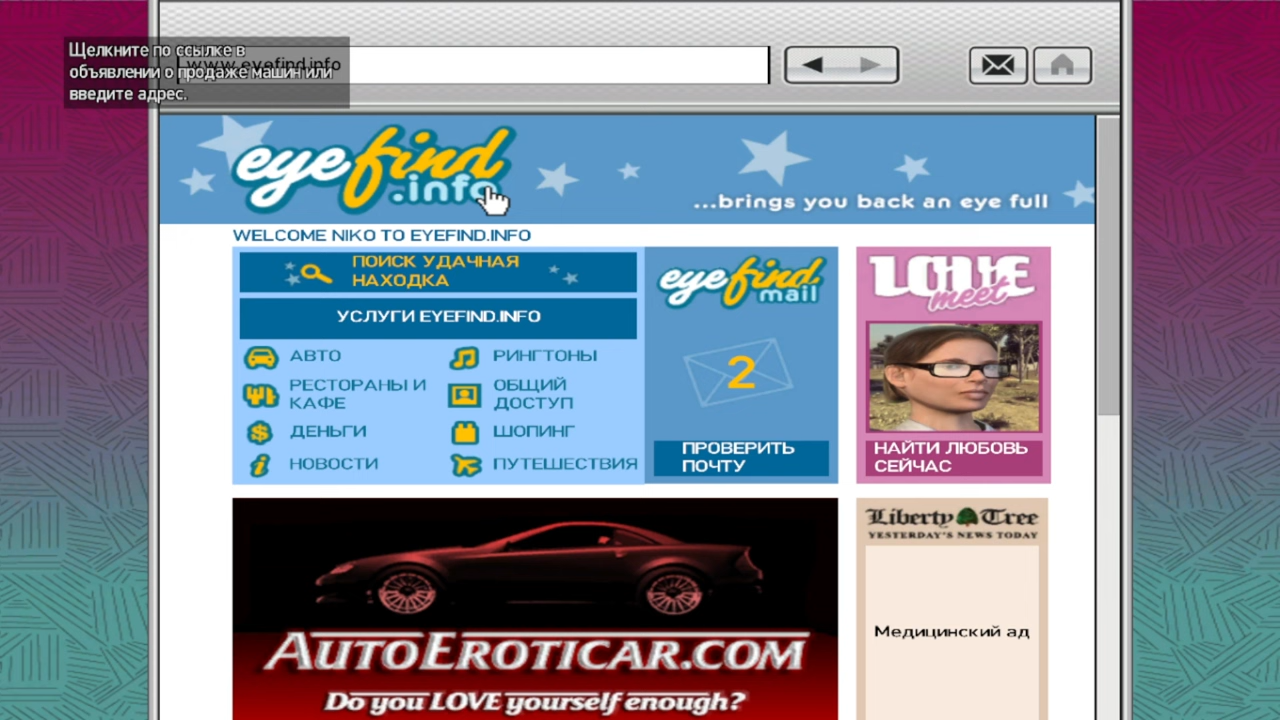 Щелкните по ссылке в
объявлении о продаже машин или
введите адрес.
www.eyefind.info
eyefind
.info
...brings you back an eye full
WELCOME NIKO TO EYEFIND.INFO
ПОИСК УДАЧНАЯ
НАХОДКА
УСЛУГИ EYEFIND.INFO
АВТО
РИНГТОНЫ
РЕСТОРАНЫ И
КАФЕ
ОБЩИЙ
ДОСТУП
ДЕНЬГИ
ШОПИНГ
НОВОСТИ
ПУТЕШЕСТВИЯ
eyefind
mail
2
ПРОВЕРИТЬ
ПОЧТУ
LOVE
meet
НАЙТИ ЛЮБОВЬ
СЕЙЧАС
AUTOEROTICAR.COM
Do you LOVE yourself enough?
Liberty Tree
YESTERDAY'S NEWS TODAY
Медицинский ад